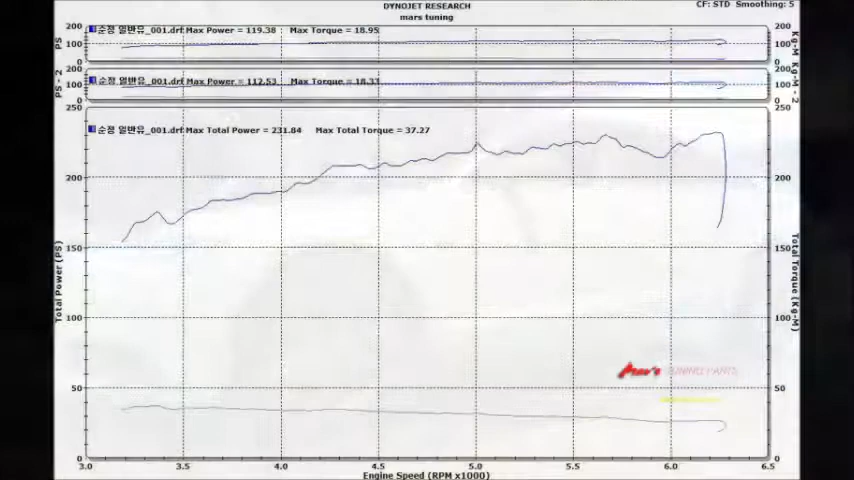 DYNOJET RESEARCH
CF: STD Smoothing: 5
mars tuning
순정 일반유_001.drf Max Power = 119.38 Max Torque = 18.95
200
100
0
PS
200
100
0
Kg-M
순정 일반유_001.drf Max Power = 112.53 Max Torque = 18.33
200
100
0
PS - 2
200
100
0
Kg-M - 2
순정 일반유_001.drf Max Total Power = 231.84 Max Total Torque = 37.27
250
200
150
100
50
0
Total Power (PS)
250
200
150
100
50
0
Total Torque (Kg-M)
Mar's TUNING PARTS
3.0 3.5 4.0 4.5 5.0 5.5 6.0 6.5
Engine Speed (RPM x1000)